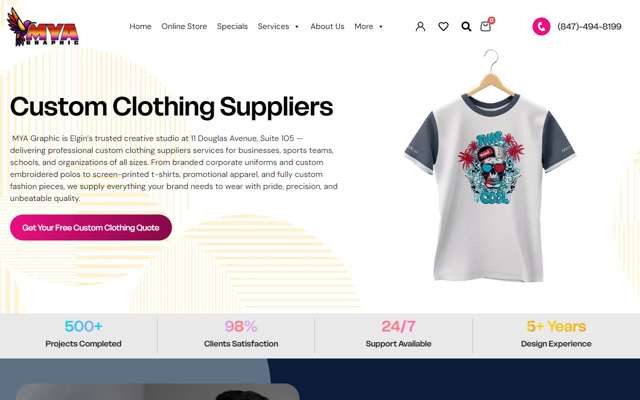 MYA
GRAPHIC
Home
Online Store
Specials
Services
About Us
More
0
(847)-494-8199
Custom Clothing Suppliers
MYA Graphic is Elgin's trusted creative studio at 11 Douglas Avenue, Suite 105 —
delivering professional custom clothing suppliers services for businesses, sports teams,
schools, and organizations of all sizes. From branded corporate uniforms and custom
embroidered polos to screen-printed t-shirts, promotional apparel, and fully custom
fashion pieces, we supply everything your brand needs to wear with pride, precision, and
unbeatable quality.
Get Your Free Custom Clothing Quote
COOL
500+
Projects Completed
98%
Clients Satisfaction
24/7
Support Available
5+ Years
Design Experience